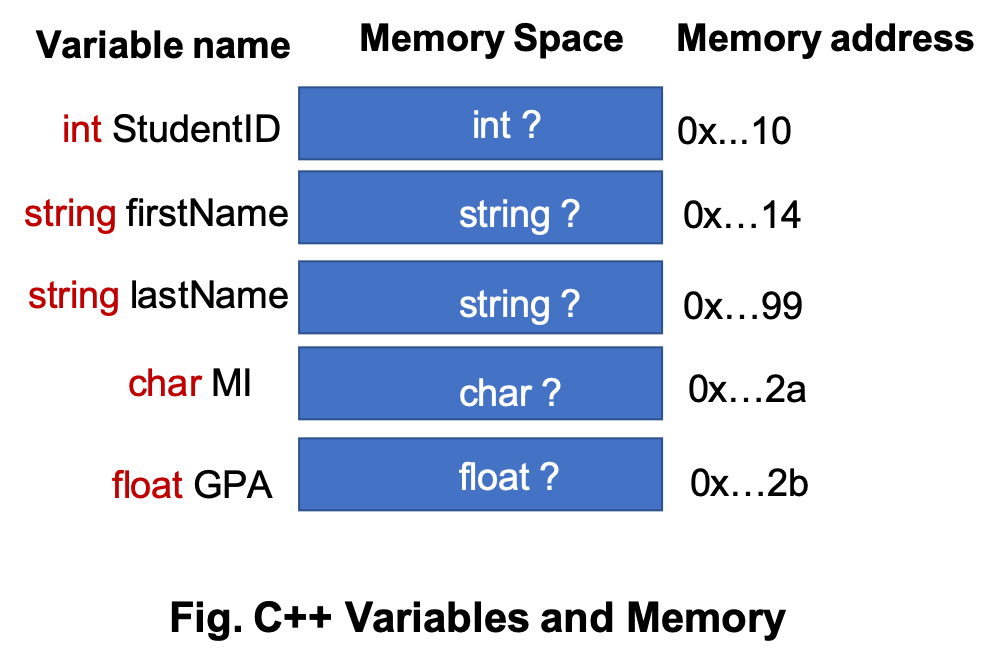 Variable name Memory Space Memory address
int StudentID int ? 0x...10
string firstName string ? 0x…14
string lastName string ? 0x…99
char MI char ? 0x…2a
float GPA float ? 0x…2b
Fig. C++ Variables and Memory